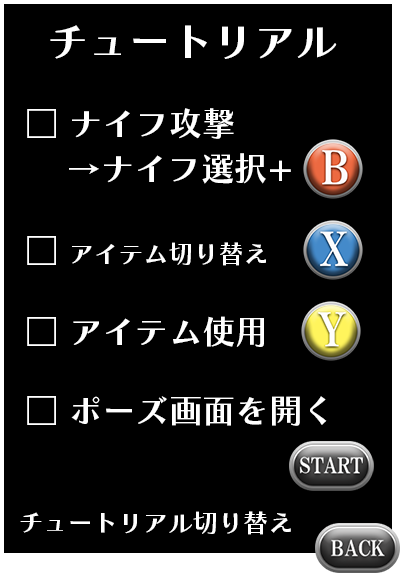 チュートリアル
□ ナイフ攻撃
→ナイフ選択+ B
□ アイテム切り替え X
□ アイテム使用 Y
□ ポーズ画面を開く
START
チュートリアル切り替え
BACK